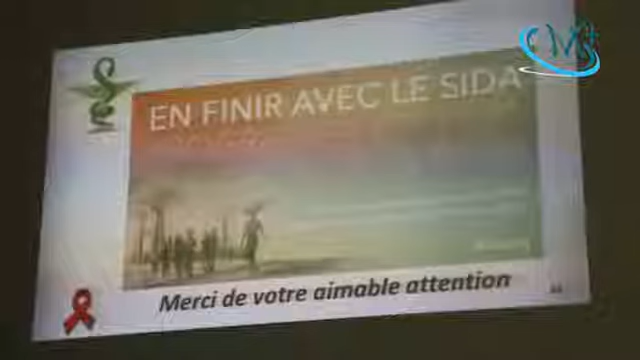 EN FINIR AVEC LE SIDA
Merci de votre aimable attention